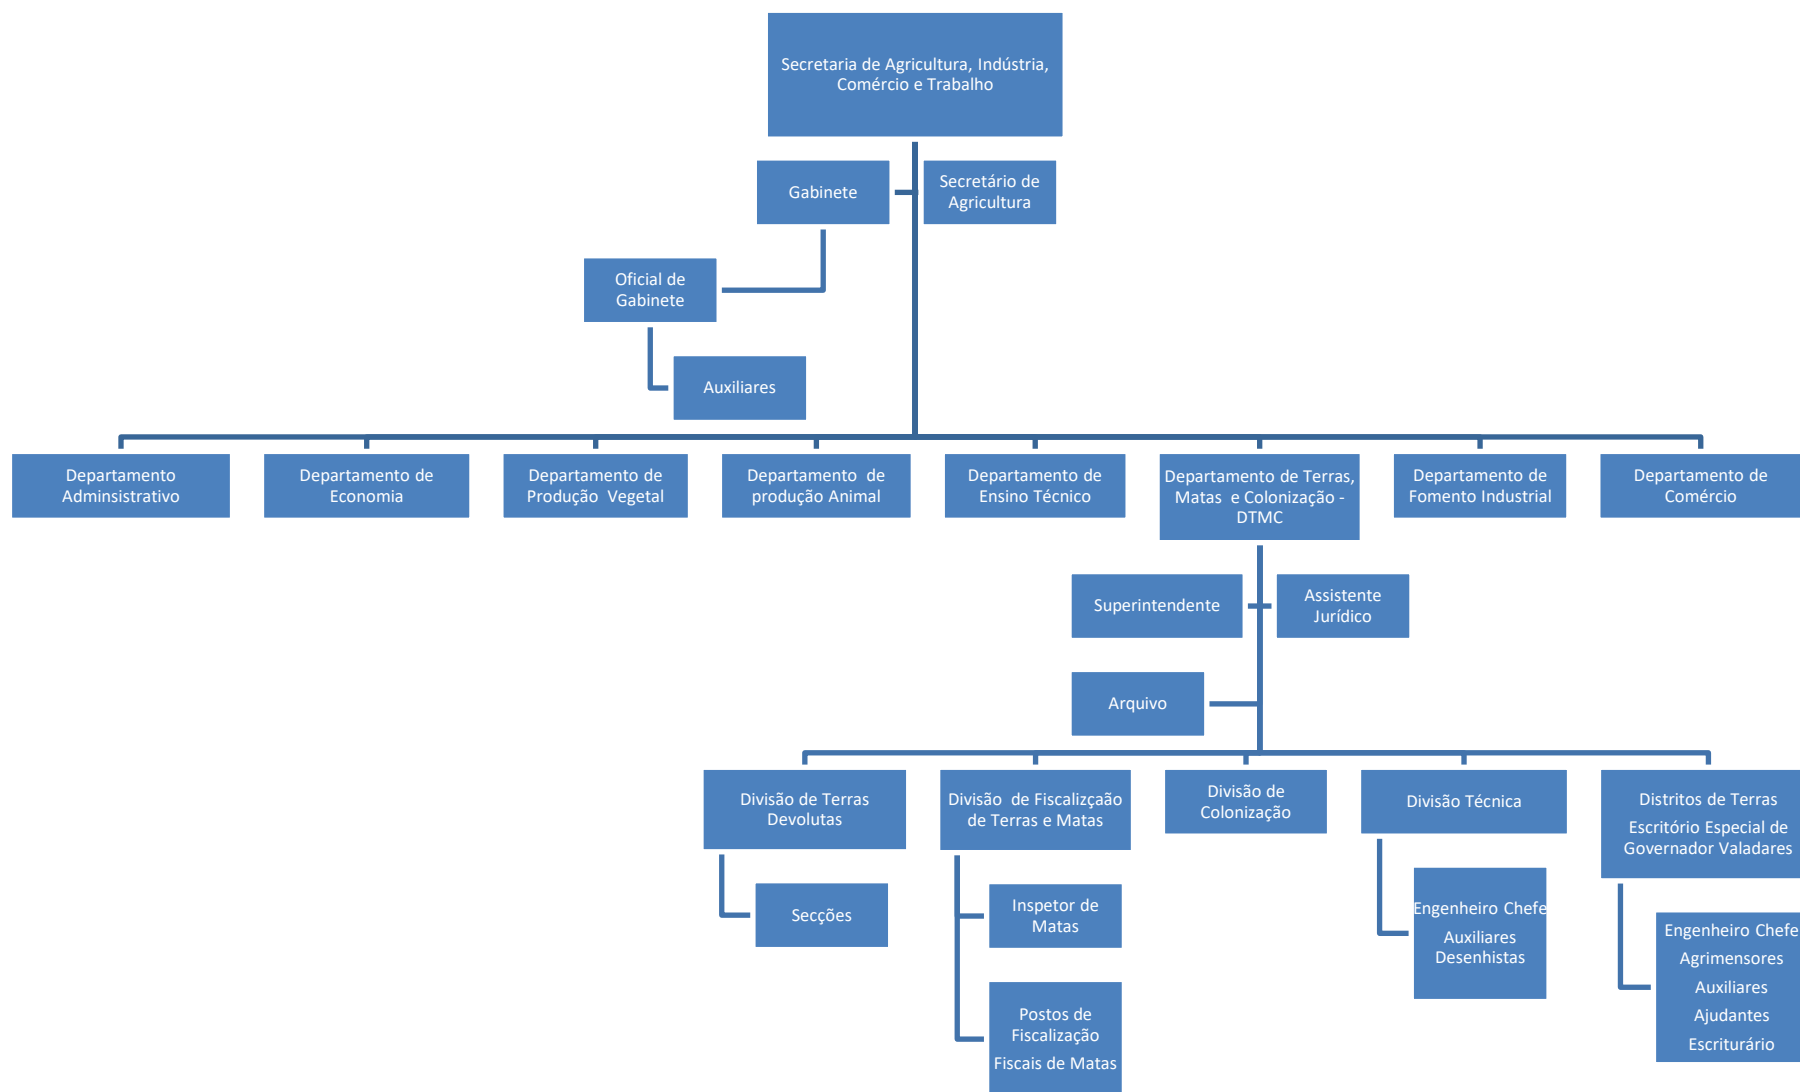 Secretaria de Agricultura, Indústria,
Comércio e Trabalho
Gabinete
Secretário de
Agricultura
Oficial de
Gabinete
Auxiliares
Departamento
Adminsistrativo
Departamento de
Economia
Departamento de
Produção Vegetal
Departamento de
produção Animal
Departamento de
Ensino Técnico
Departamento de Terras,
Matas e Colonização -
DTMC
Departamento de
Fomento Industrial
Departamento de
Comércio
Superintendente
Assistente
Jurídico
Arquivo
Divisão de Terras
Devolutas
Divisão de Fiscalizçaão
de Terras e Matas
Divisão de
Colonização
Divisão Técnica
Distritos de Terras
Escritório Especial de
Governador Valadares
Secções
Inspetor de
Matas
Postos de
Fiscalização
Fiscais de Matas
Engenheiro Chefe
Auxiliares
Desenhistas
Engenheiro Chefe
Agrimensores
Auxiliares
Ajudantes
Escriturário